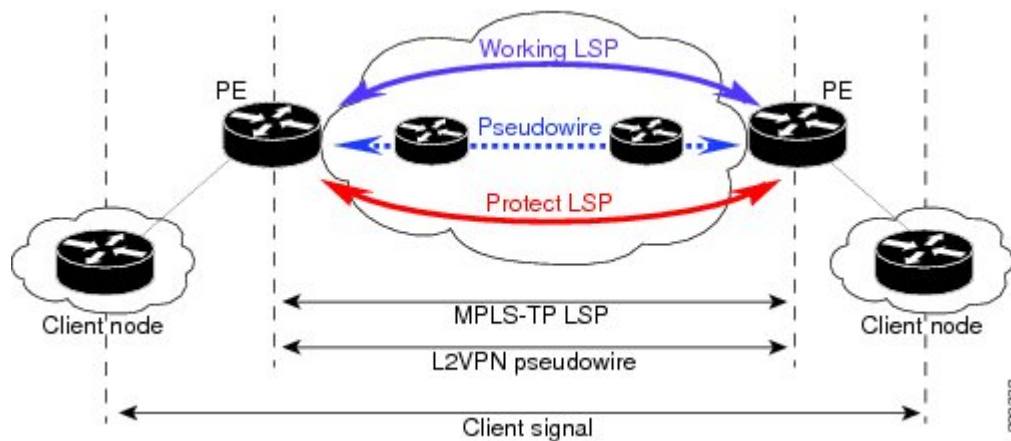 Working LSP
PE
PE
Pseudowire
Protect LSP
Client node
MPLS-TP LSP
Client node
L2VPN pseudowire
Client signal